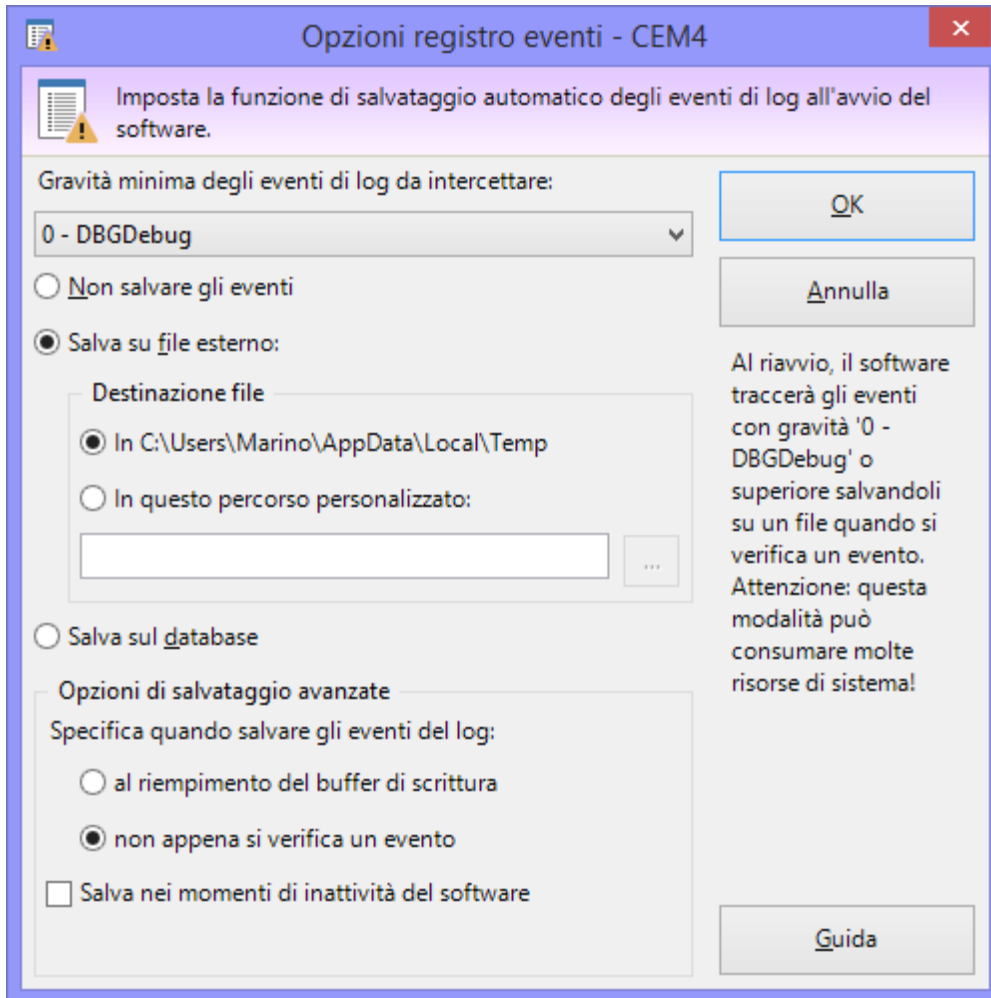 Opzioni registro eventi - CEM4
Imposta la funzione di salvataggio automatico degli eventi di log all'avvio del
software.
Gravità minima degli eventi di log da intercettare:
0 - DBGDebug
Non salvare gli eventi
Salva su file esterno:
Destinazione file
In C:\Users\Marino\AppData\Local\Temp
In questo percorso personalizzato:
...
Salva sul database
Opzioni di salvataggio avanzate
Specifica quando salvare gli eventi del log:
al riempimento del buffer di scrittura
non appena si verifica un evento
Salva nei momenti di inattività del software
OK
Annulla
Al riavvio, il software
traccerà gli eventi
con gravità '0 -
DBGDebug' o
superiore salvandoli
su un file quando si
verifica un evento.
Attenzione: questa
modalità può
consumare molte
risorse di sistema!
Guida